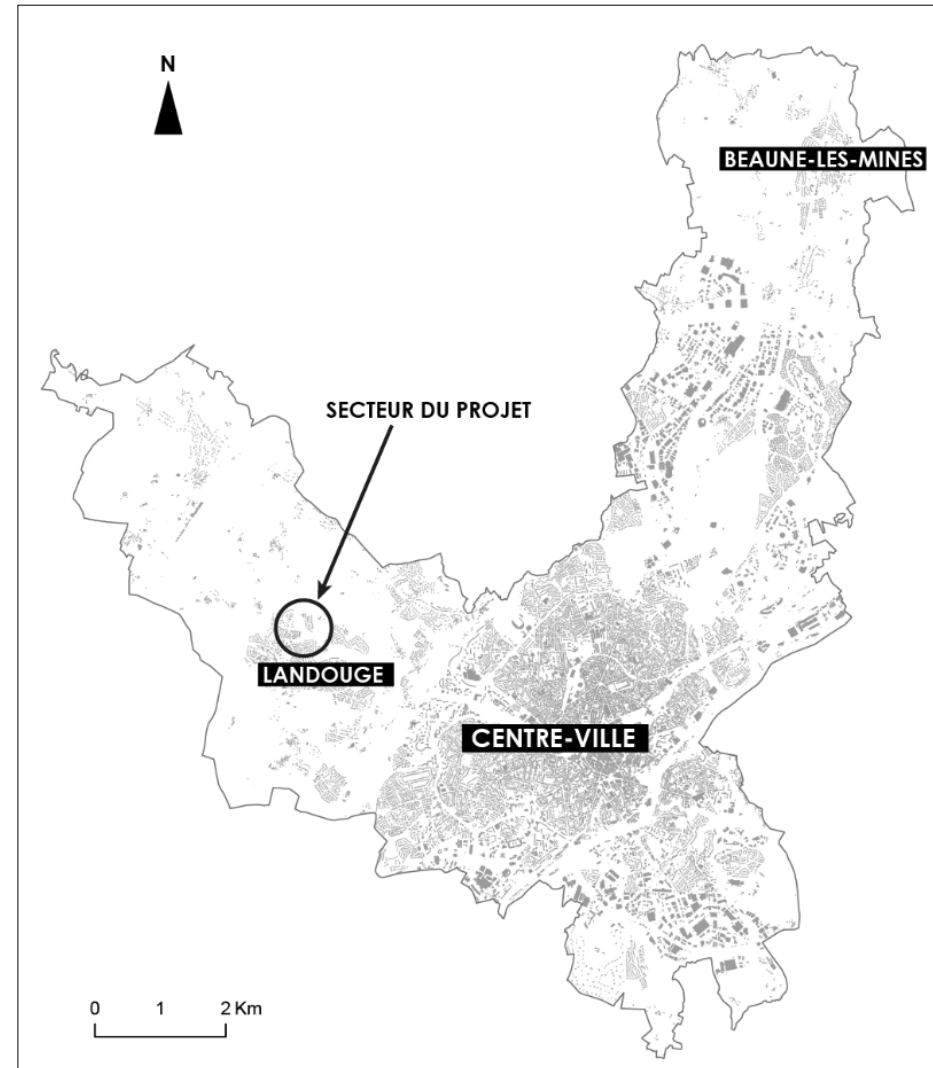 N
BEAUNE-LES-MINES
SECTEUR DU PROJET
LANDOUGE
CENTRE-VILLE
0 1 2 Km